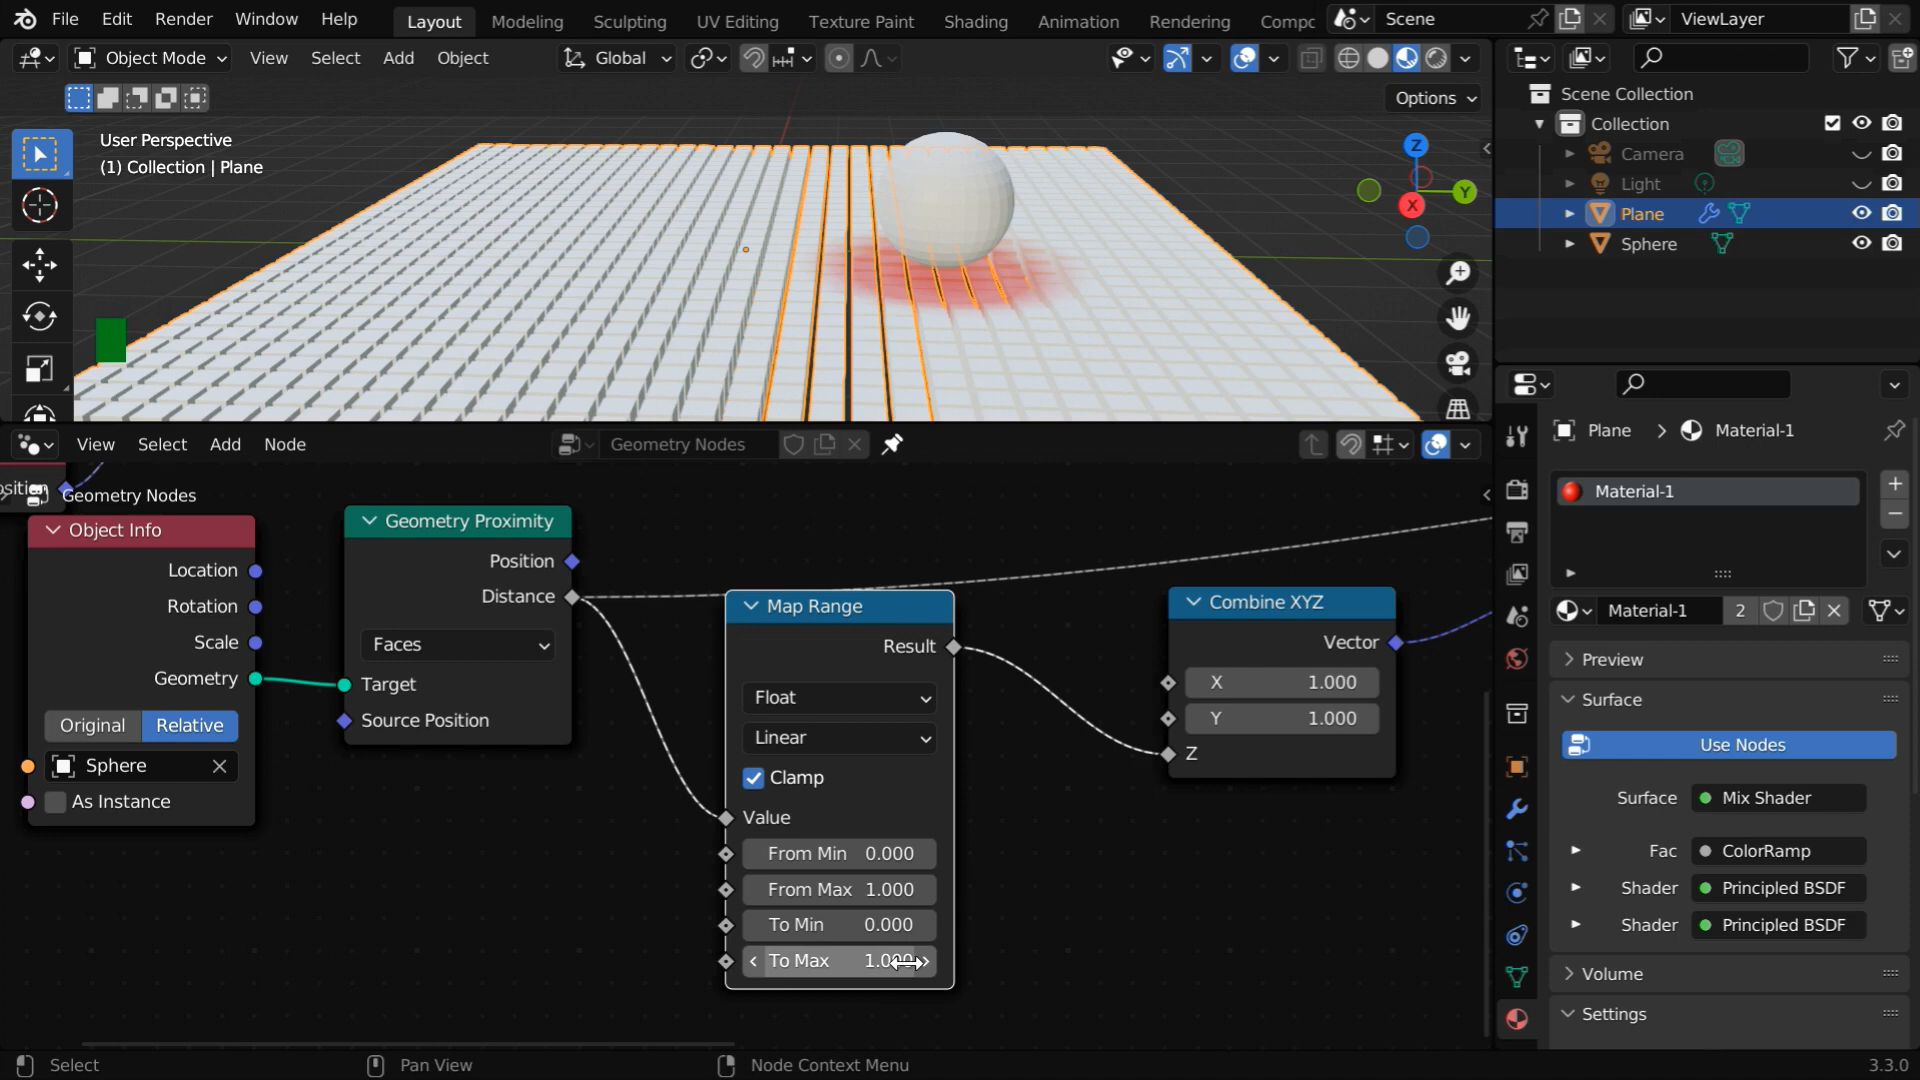 File Edit Render Window Help Layout Modeling Sculpting UV Editing Texture Paint Shading Animation Rendering Compc Scene ViewLayer
Object Mode View Select Add Object Global
Options
User Perspective
(1) Collection | Plane
Z
Y
X
Scene Collection
Collection
Camera
Light
Plane
Sphere
View Select Add Node Geometry Nodes
Geometry Nodes
Object Info
Location
Rotation
Scale
Geometry
Original Relative
Sphere
As Instance
Geometry Proximity
Position
Distance
Faces
Target
Source Position
Map Range
Result
Float
Linear
Clamp
Value
From Min 0.000
From Max 1.000
To Min 0.000
To Max
Combine XYZ
Vector
X 1.000
Y 1.000
Z
Plane > Material-1
Material-1
Material-1 2
Preview
Surface
Use Nodes
Surface Mix Shader
Fac ColorRamp
Shader Principled BSDF
Shader Principled BSDF
Volume
Settings
Select Pan View Node Context Menu 3.3.0